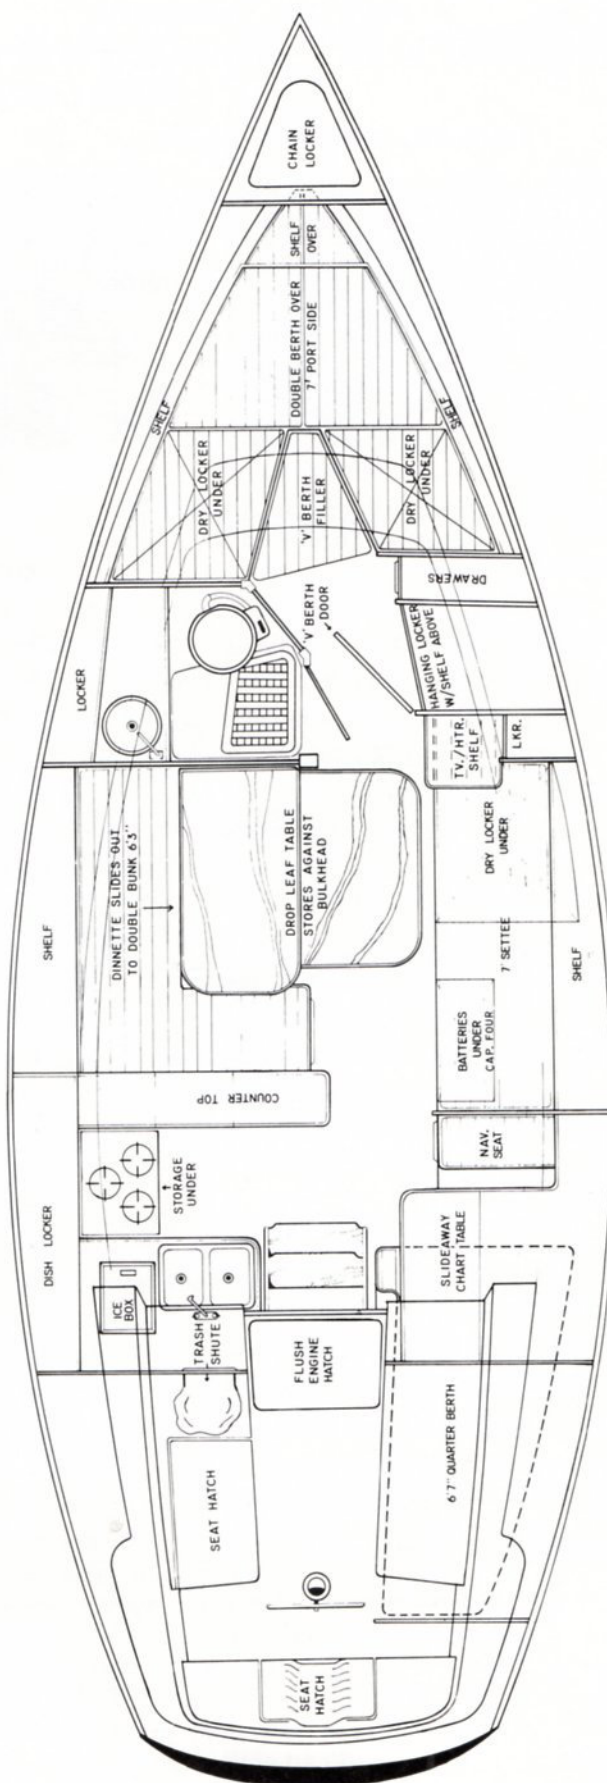 CHAIN
LOCKER
SHELF
OVER
DOUBLE BERTH OVER
7' PORT SIDE
SHELF
SHELF
DRY LOCKER
UNDER
'V' BERTH
FILLER
DRY LOCKER
UNDER
DRAWERS
'V' BERTH
DOOR
HANGING LOCKER
W/SHELF ABOVE
LOCKER
TV./HTR.
SHELF
LKR.
DINNETTE SLIDES OUT
TO DOUBLE BUNK 6'3"
DROP LEAF TABLE
STORES AGAINST
BULKHEAD
DRY LOCKER
UNDER
SHELF
7' SETTEE
SHELF
BATTERIES
UNDER
CAP. FOUR
COUNTER TOP
NAV.
SEAT
STORAGE
UNDER
DISH LOCKER
SLIDEAWAY
CHART TABLE
ICE
BOX
TRASH
SHUTE
FLUSH
ENGINE
HATCH
SEAT HATCH
6'7" QUARTER BERTH
SEAT
HATCH